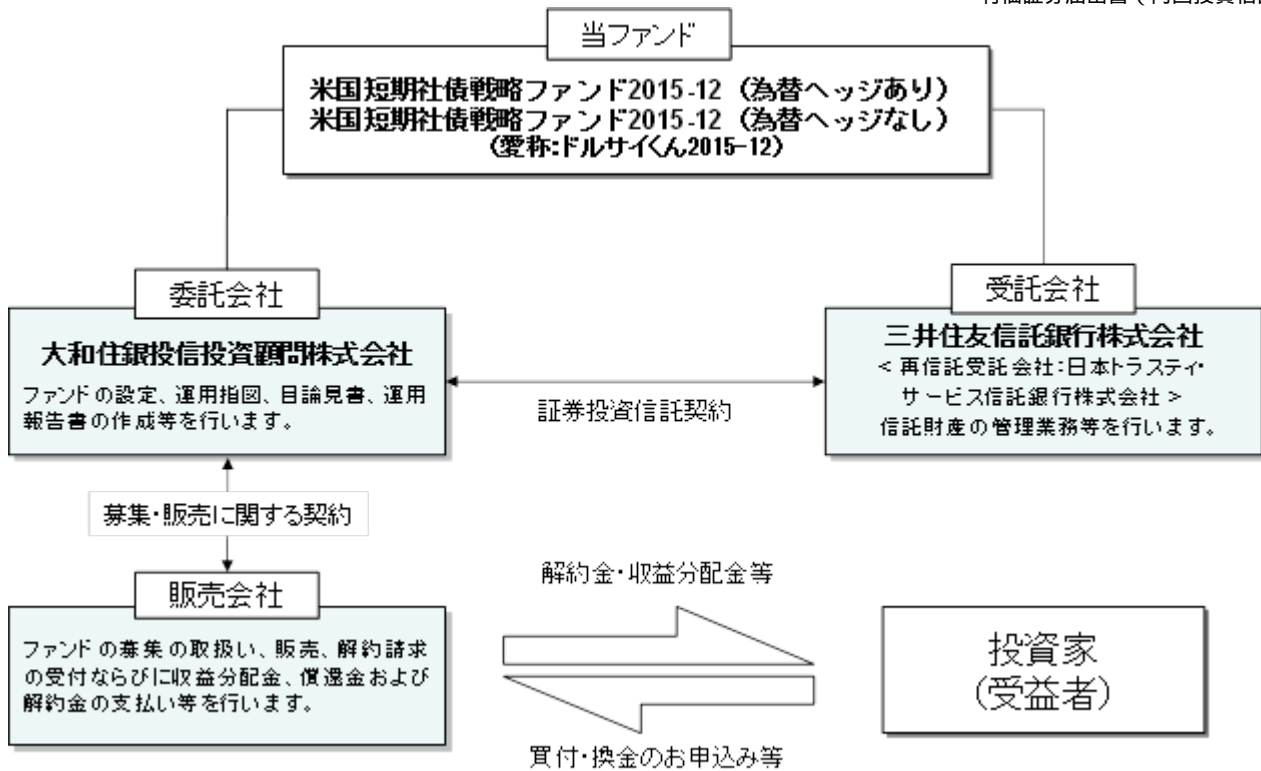 当ファンド
米国短期社債戦略ファンド2015-12（為替ヘッジあり）
米国短期社債戦略ファンド2015-12（為替ヘッジなし）
（愛称:ドルサイくん2015-12）
委託会社
大和住銀投信投資顧問株式会社
ファンドの設定、運用指図、目論見書、運用
報告書の作成等を行います。
証券投資信託契約
受託会社
三井住友信託銀行株式会社
＜再信託受託会社:日本トラスティ・
サービス信託銀行株式会社＞
信託財産の管理業務等を行います。
募集・販売に関する契約
販売会社
ファンドの募集の取扱い、販売、解約請求
の受付ならびに収益分配金、償還金および
解約金の支払い等を行います。
解約金・収益分配金等
買付・換金のお申込み等
投資家
（受益者）